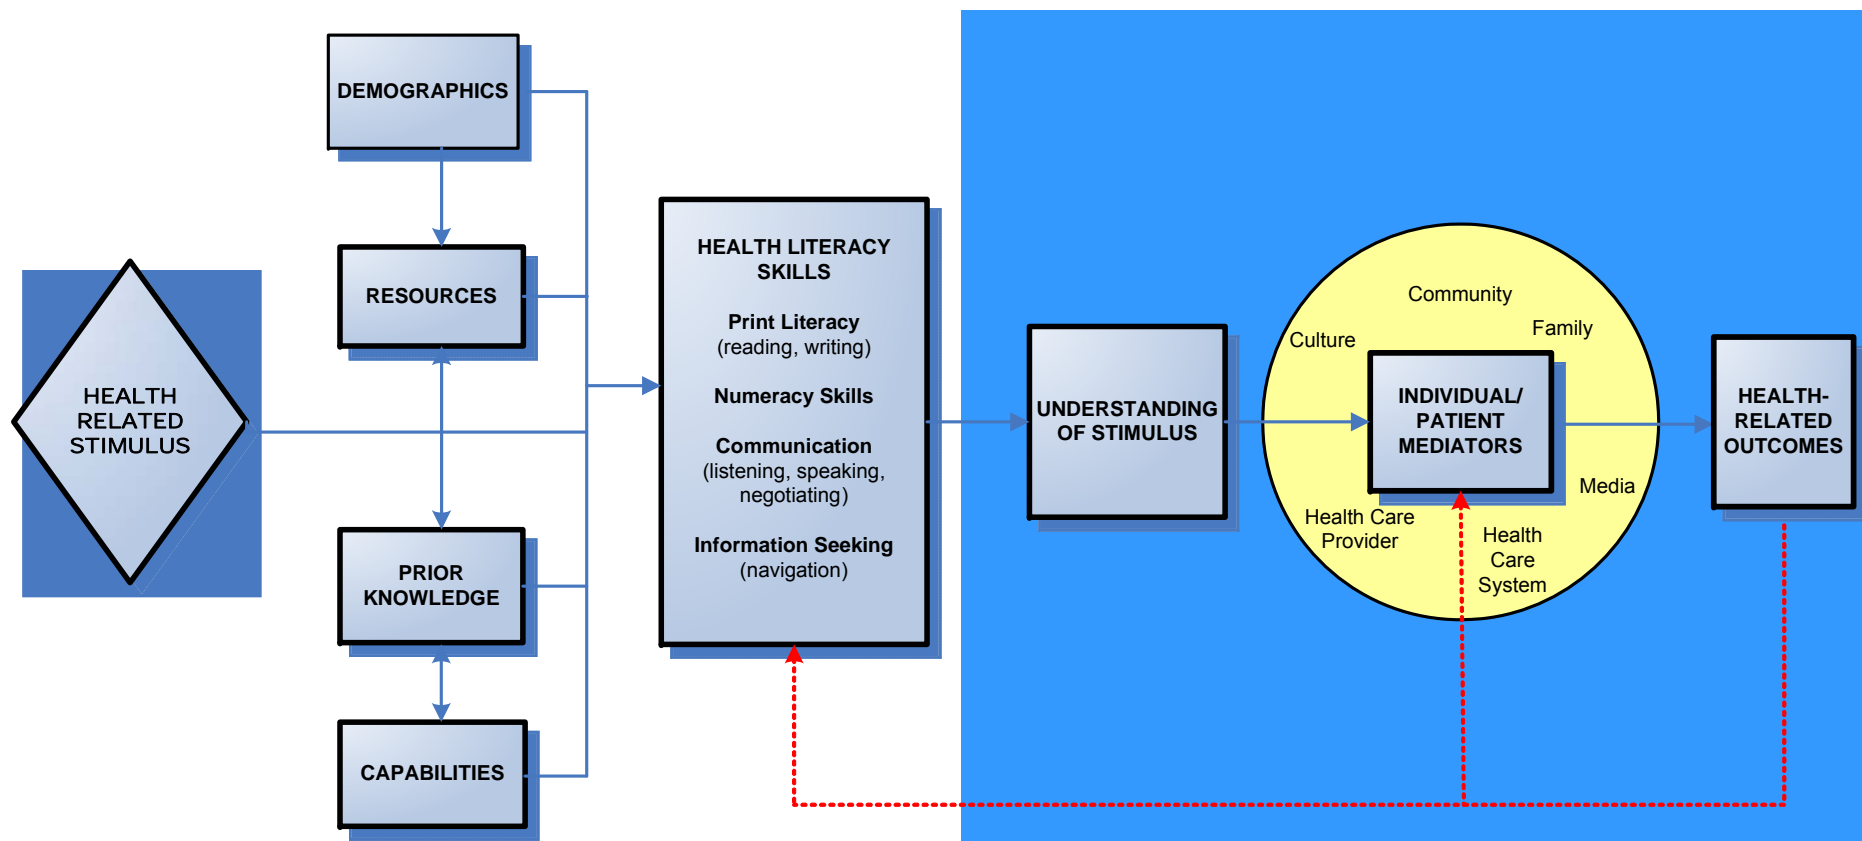 HEALTH
RELATED
STIMULUS
DEMOGRAPHICS
RESOURCES
PRIOR
KNOWLEDGE
CAPABILITIES
HEALTH LITERACY
SKILLS
Print Literacy
(reading, writing)
Numeracy Skills
Communication
(listening, speaking,
negotiating)
Information Seeking
(navigation)
UNDERSTANDING
OF STIMULUS
Community
Family
Culture
INDIVIDUAL/
PATIENT
MEDIATORS
Media
Health Care
Provider
Health
Care
System
HEALTH-
RELATED
OUTCOMES